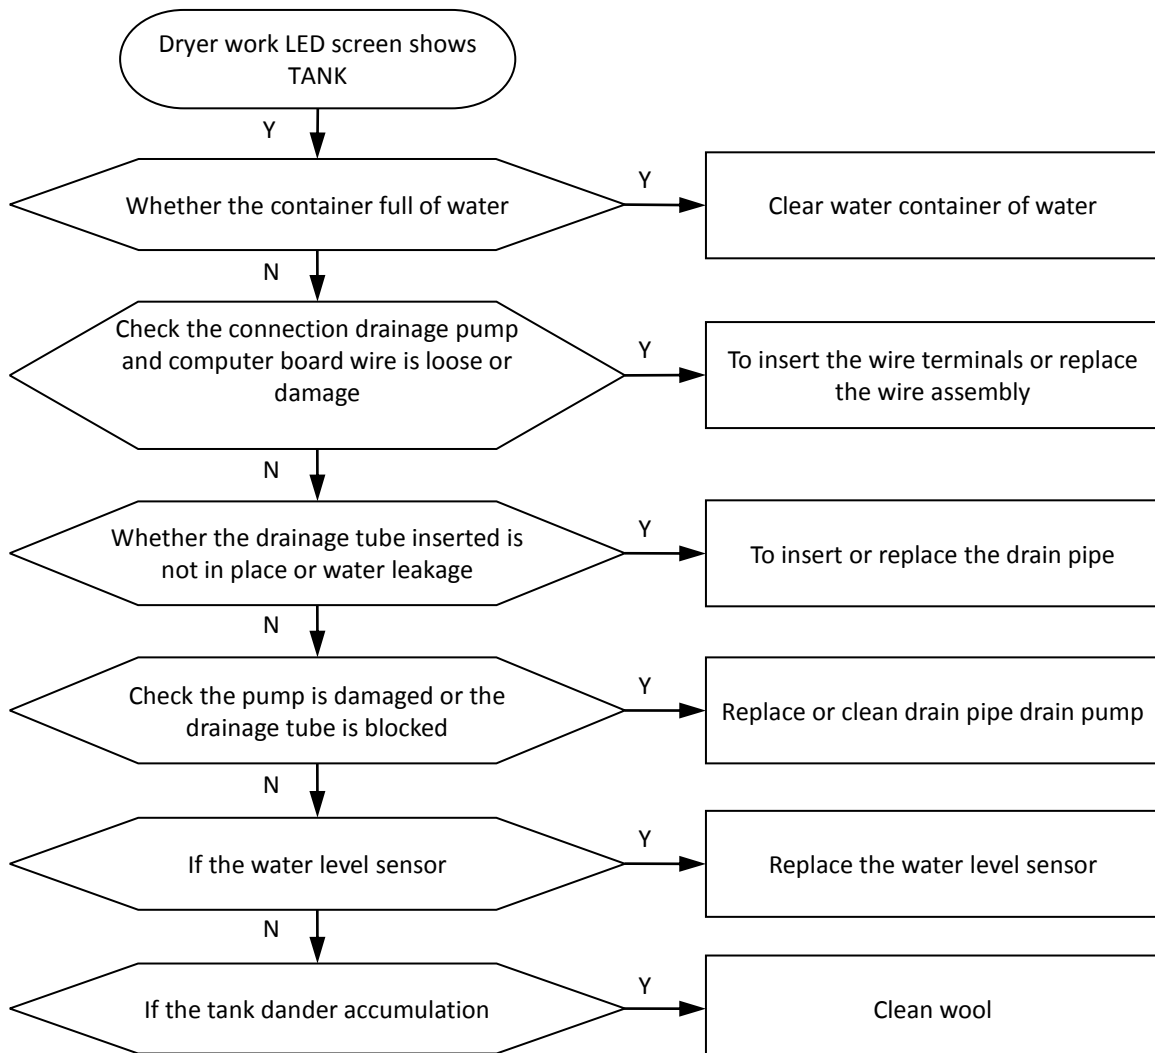 Dryer work LED screen shows
TANK
Y
Whether the container full of water
Y
Clear water container of water
N
Check the connection drainage pump
and computer board wire is loose or
damage
Y
To insert the wire terminals or replace
the wire assembly
N
Whether the drainage tube inserted is
not in place or water leakage
Y
To insert or replace the drain pipe
N
Check the pump is damaged or the
drainage tube is blocked
Y
Replace or clean drain pipe drain pump
N
If the water level sensor
Y
Replace the water level sensor
N
If the tank dander accumulation
Y
Clean wool